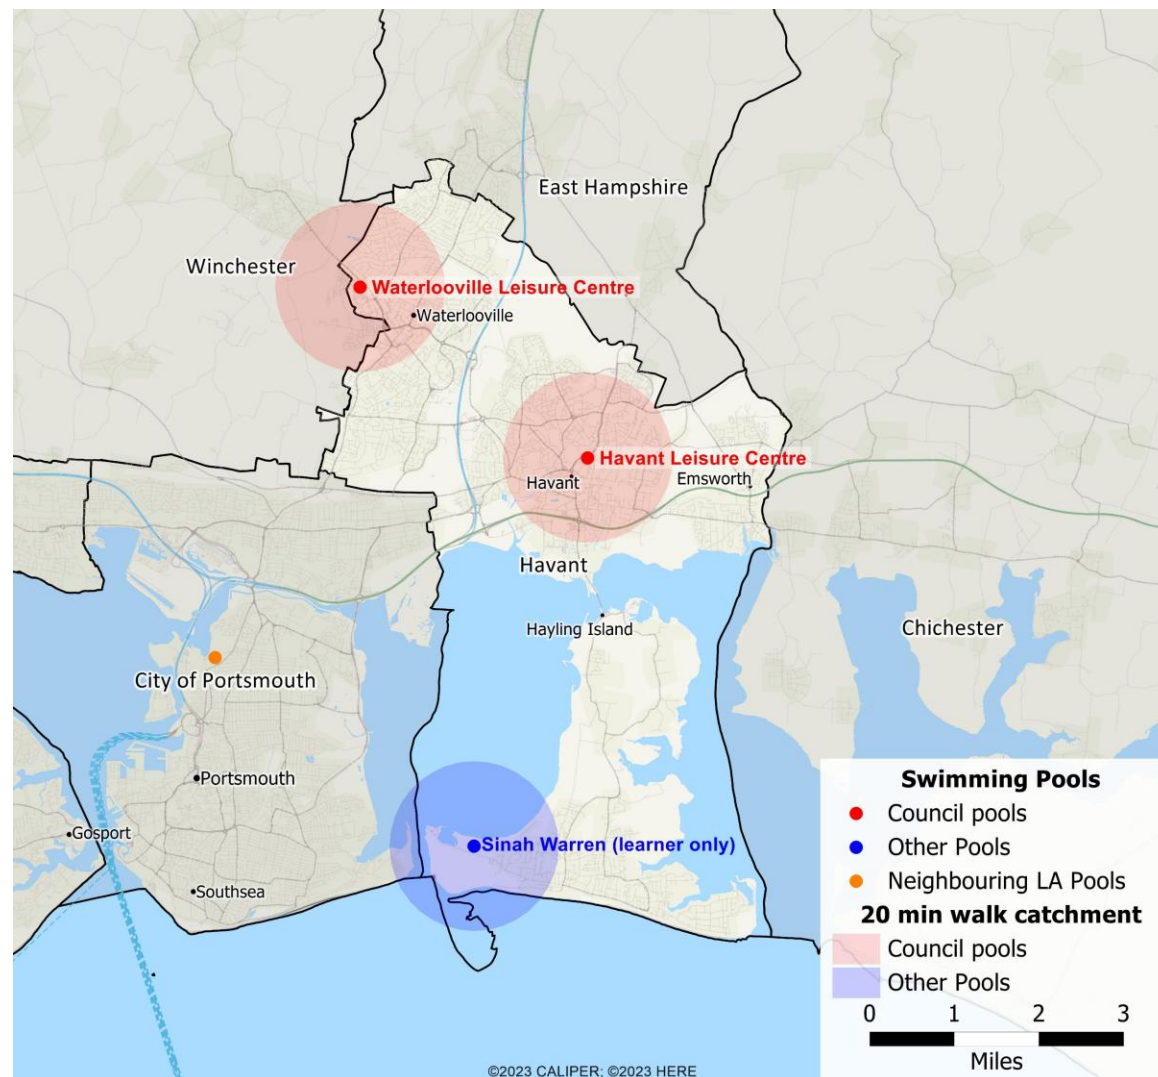 East Hampshire
Winchester
Waterlooville Leisure Centre
Waterlooville
Havant Leisure Centre
Havant
Emsworth
Havant
Hayling Island
Chichester
City of Portsmouth
Portsmouth
Gosport
Sinah Warren (learner only)
Southsea
Swimming Pools
Council pools
Other Pools
Neighbouring LA Pools
20 min walk catchment
Council pools
Other Pools
0 1 2 3
Miles
©2023 CALIPER; ©2023 HERE